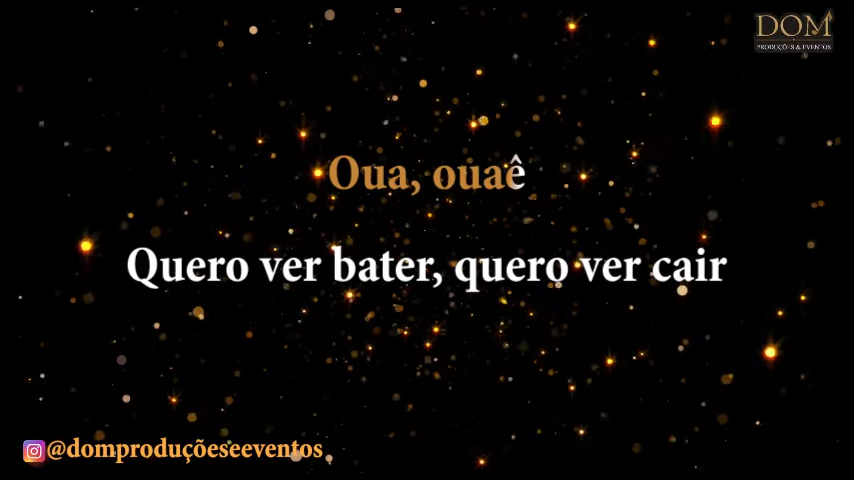 DOM
PRODUÇÕES & EVENTOS
Oua, ouaê
Quero ver bater, quero ver cair
@domproduçõeseeventos